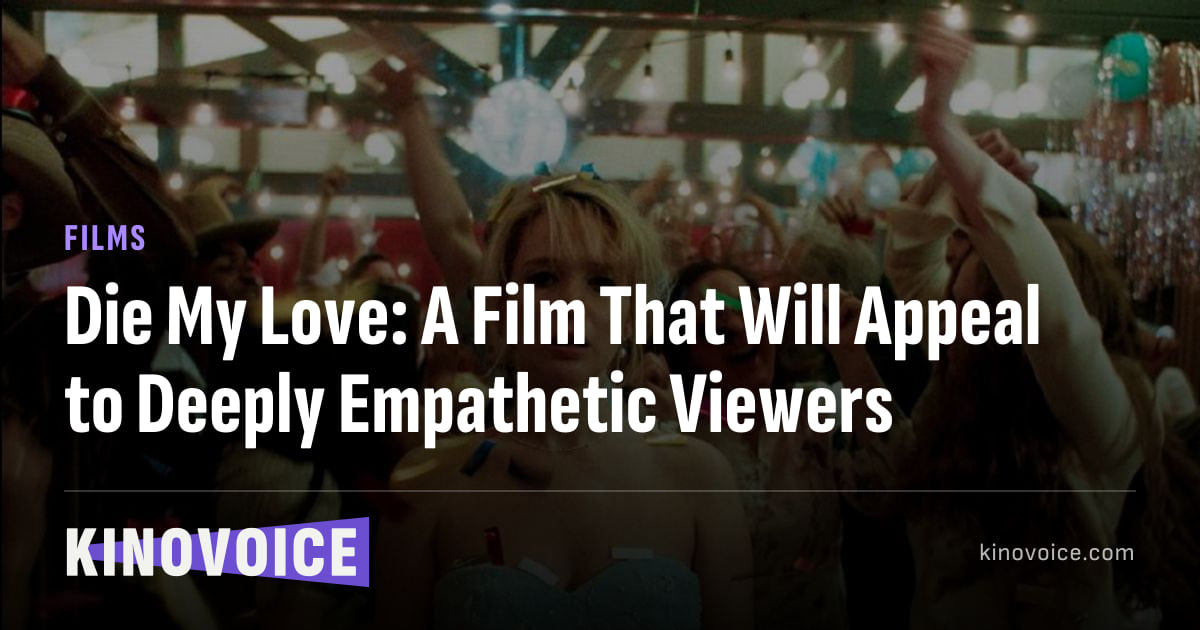 FILMS
Die My Love: A Film That Will Appeal
to Deeply Empathetic Viewers
KINOVOICE
kinovoice.com